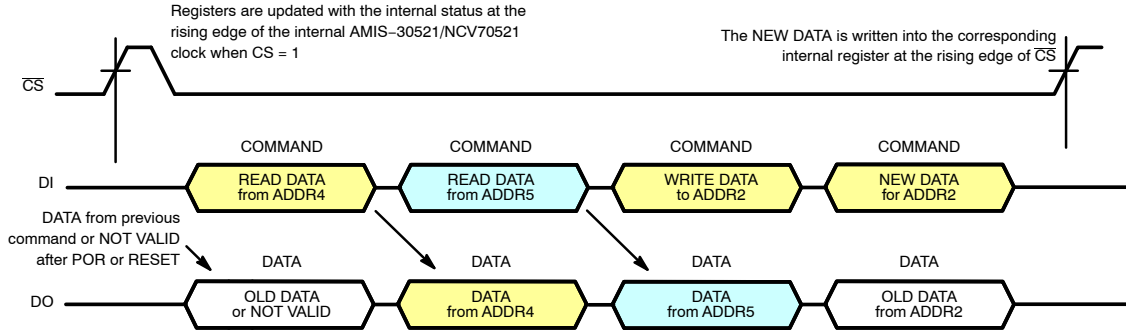 Registers are updated with the internal status at the
rising edge of the internal AMIS−30521/NCV70521
clock when CS = 1
The NEW DATA is written into the corresponding
internal register at the rising edge of C̅S̅
C̅S̅
COMMAND COMMAND COMMAND COMMAND
DI
READ DATA READ DATA WRITE DATA NEW DATA
from ADDR4 from ADDR5 to ADDR2 for ADDR2
DATA from previous
command or NOT VALID
after POR or RESET
DATA DATA DATA DATA
DO
OLD DATA DATA DATA OLD DATA
or NOT VALID from ADDR4 from ADDR5 from ADDR2